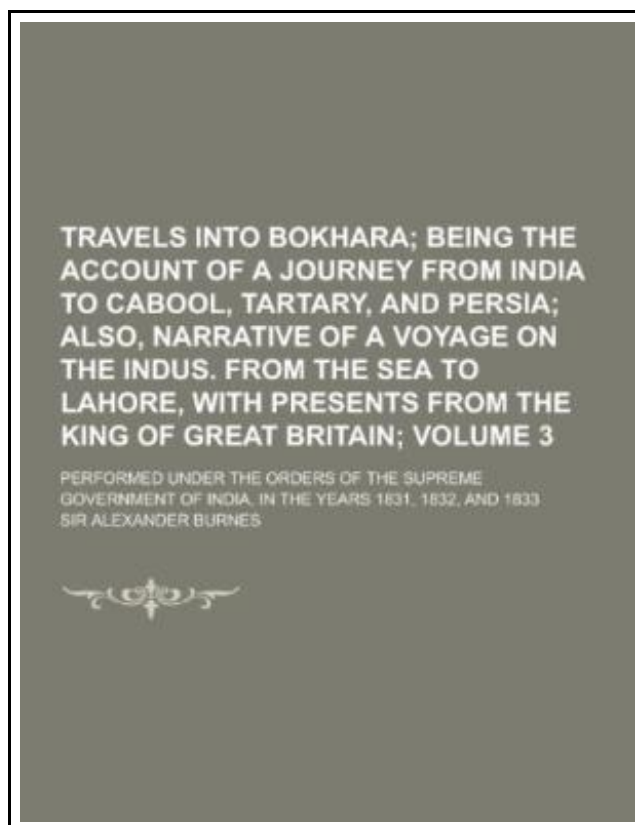 TRAVELS INTO BOKHARA; BEING THE
ACCOUNT OF A JOURNEY FROM INDIA
TO CABOOL, TARTARY, AND PERSIA;
ALSO, NARRATIVE OF A VOYAGE ON
THE INDUS. FROM THE SEA TO
LAHORE, WITH PRESENTS FROM THE
KING OF GREAT BRITAIN; VOLUME 3
PERFORMED UNDER THE ORDERS OF THE SUPREME
GOVERNMENT OF INDIA, IN THE YEARS 1831, 1832, AND 1833
SIR ALEXANDER BURNES